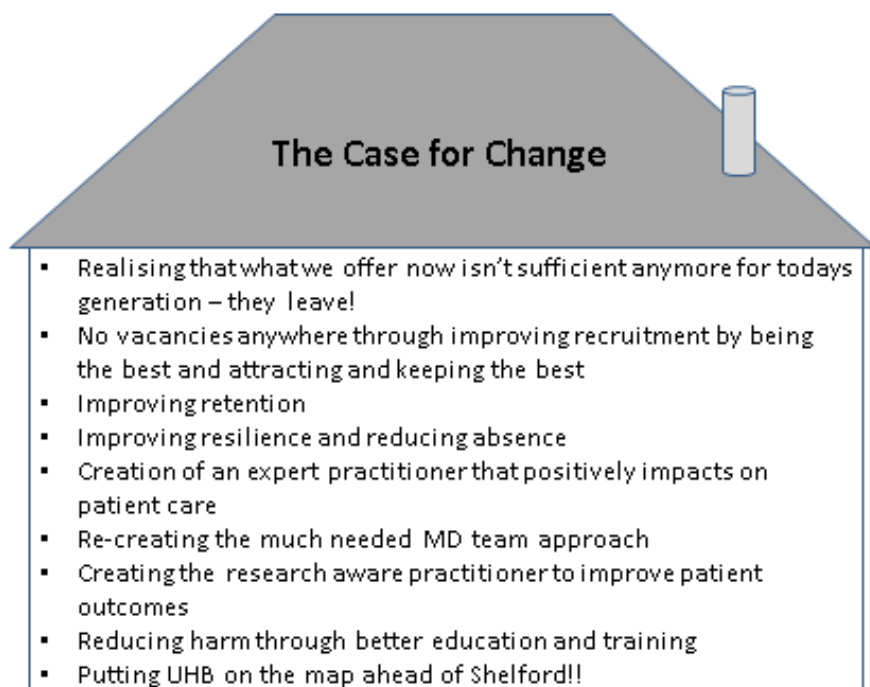 The Case for Change
▪ Realising that what we offer now isn't sufficient anymore for todays
generation – they leave!
▪ No vacancies anywhere through improving recruitment by being
the best and attracting and keeping the best
▪ Improving retention
▪ Improving resilience and reducing absence
▪ Creation of an expert practitioner that positively impacts on
patient care
▪ Re-creating the much needed MD team approach
▪ Creating the research aware practitioner to improve patient
outcomes
▪ Reducing harm through better education and training
▪ Putting UHB on the map ahead of Shelford!!